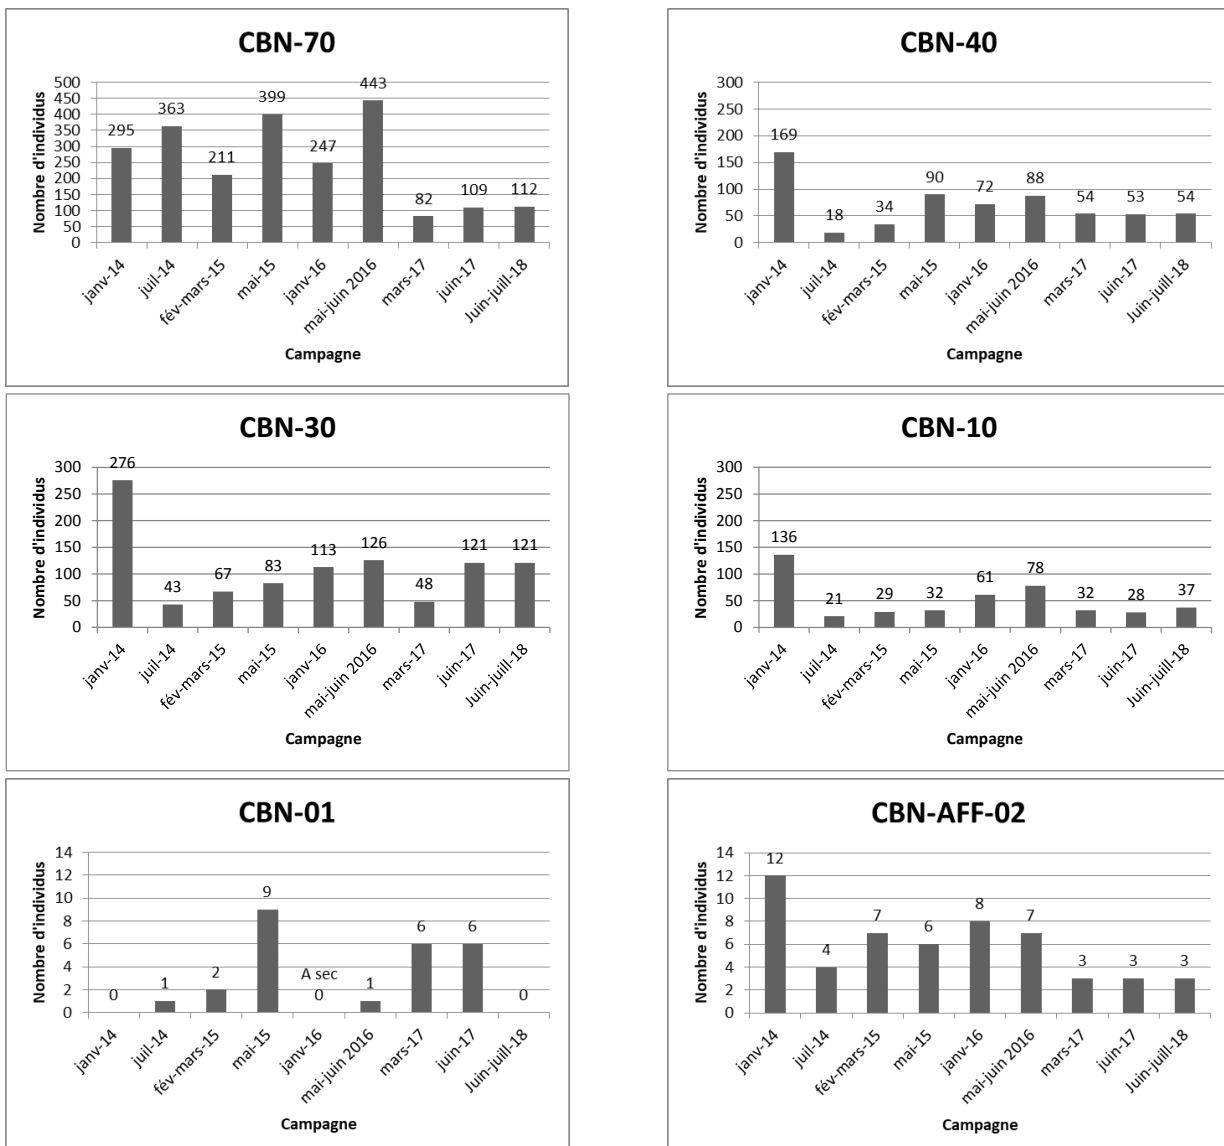 CBN-70
Nombre d'individus
500
450
400
350
300
250
200
150
100
50
0
295
363
211
399
247
443
82
109
112
janv-14
juil-14
fév-mars-15
mai-15
janv-16
mai-juin 2016
mars-17
juin-17
Juin-juill-18
Campagne
CBN-40
Nombre d'individus
300
250
200
150
100
50
0
169
18
34
90
72
88
54
53
54
janv-14
juil-14
fév-mars-15
mai-15
janv-16
mai-juin 2016
mars-17
juin-17
Juin-juill-18
Campagne
CBN-30
Nombre d'individus
300
250
200
150
100
50
0
276
43
67
83
113
126
48
121
121
janv-14
juil-14
fév-mars-15
mai-15
janv-16
mai-juin 2016
mars-17
juin-17
Juin-juill-18
Campagne
CBN-10
Nombre d'individus
300
250
200
150
100
50
0
136
21
29
32
61
78
32
28
37
janv-14
juil-14
fév-mars-15
mai-15
janv-16
mai-juin 2016
mars-17
juin-17
Juin-juill-18
Campagne
CBN-01
Nombre d'individus
14
12
10
8
6
4
2
0
0
1
2
9
A sec
0
1
6
6
0
janv-14
juil-14
fév-mars-15
mai-15
janv-16
mai-juin 2016
mars-17
juin-17
Juin-juill-18
Campagne
CBN-AFF-02
Nombre d'individus
14
12
10
8
6
4
2
0
12
4
7
6
8
7
3
3
3
janv-14
juil-14
fév-mars-15
mai-15
janv-16
mai-juin 2016
mars-17
juin-17
Juin-juill-18
Campagne